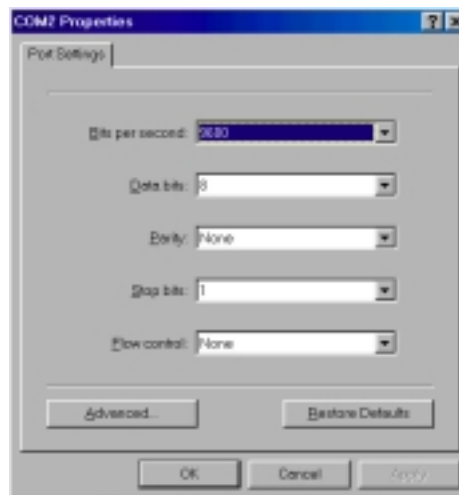 COM2 Properties
Port Settings
Bits per second: 9600
Data bits: 8
Parity: None
Stop bits: 1
Flow control: None
Advanced...
Restore Defaults
OK
Cancel
Apply